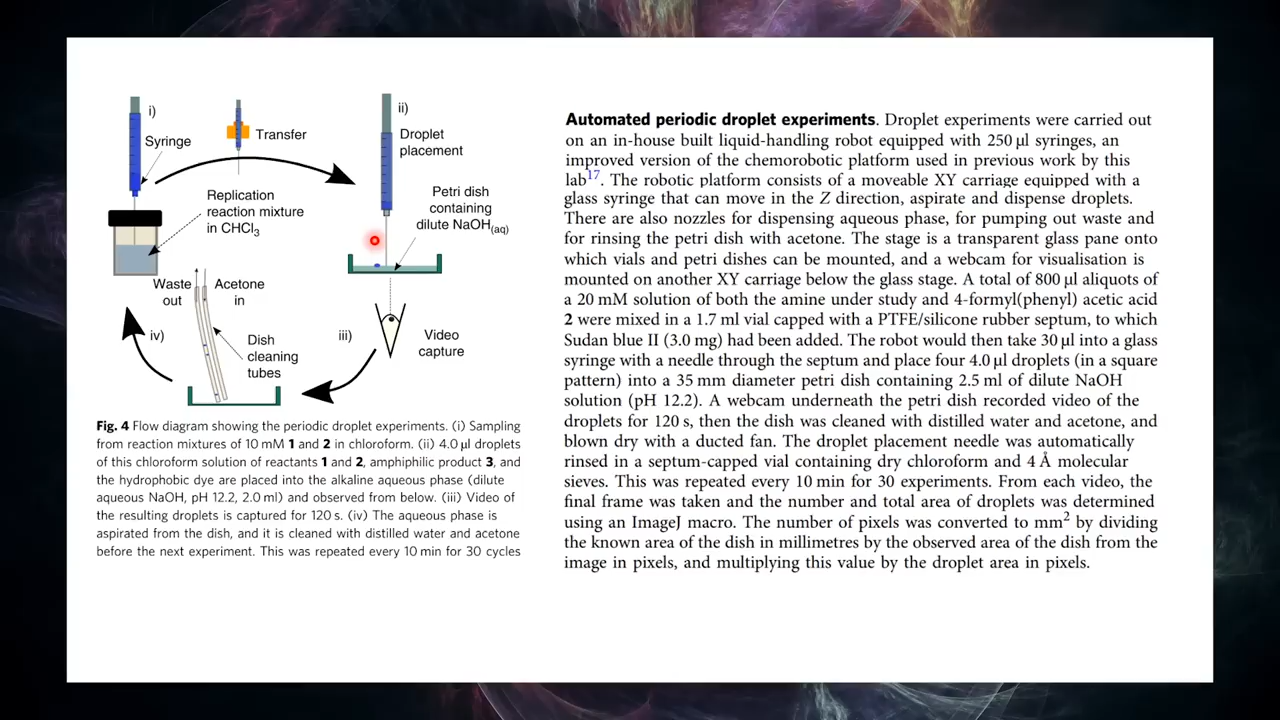 i)
Syringe
Transfer
ii)
Droplet
placement
Replication
reaction mixture
in CHCl3
Petri dish
containing
dilute NaOH(aq)
Waste
out
Acetone
in
iv)
Dish
cleaning
tubes
iii)
Video
capture
Fig. 4 Flow diagram showing the periodic droplet experiments. (i) Sampling
from reaction mixtures of 10 mM 1 and 2 in chloroform. (ii) 4.0 μl droplets
of this chloroform solution of reactants 1 and 2, amphiphilic product 3, and
the hydrophobic dye are placed into the alkaline aqueous phase (dilute
aqueous NaOH, pH 12.2, 2.0 ml) and observed from below. (iii) Video of
the resulting droplets is captured for 120 s. (iv) The aqueous phase is
aspirated from the dish, and it is cleaned with distilled water and acetone
before the next experiment. This was repeated every 10 min for 30 cycles
Automated periodic droplet experiments. Droplet experiments were carried out
on an in-house built liquid-handling robot equipped with 250 μl syringes, an
improved version of the chemorobotic platform used in previous work by this
lab17. The robotic platform consists of a moveable XY carriage equipped with a
glass syringe that can move in the Z direction, aspirate and dispense droplets.
There are also nozzles for dispensing aqueous phase, for pumping out waste and
for rinsing the petri dish with acetone. The stage is a transparent glass pane onto
which vials and petri dishes can be mounted, and a webcam for visualisation is
mounted on another XY carriage below the glass stage. A total of 800 μl aliquots of
a 20 mM solution of both the amine under study and 4-formyl(phenyl) acetic acid
2 were mixed in a 1.7 ml vial capped with a PTFE/silicone rubber septum, to which
Sudan blue II (3.0 mg) had been added. The robot would then take 30 μl into a glass
syringe with a needle through the septum and place four 4.0 μl droplets (in a square
pattern) into a 35 mm diameter petri dish containing 2.5 ml of dilute NaOH
solution (pH 12.2). A webcam underneath the petri dish recorded video of the
droplets for 120 s, then the dish was cleaned with distilled water and acetone, and
blown dry with a ducted fan. The droplet placement needle was automatically
rinsed in a septum-capped vial containing dry chloroform and 4 Å molecular
sieves. This was repeated every 10 min for 30 experiments. From each video, the
final frame was taken and the number and total area of droplets was determined
using an ImageJ macro. The number of pixels was converted to mm2 by dividing
the known area of the dish in millimetres by the observed area of the dish from the
image in pixels, and multiplying this value by the droplet area in pixels.